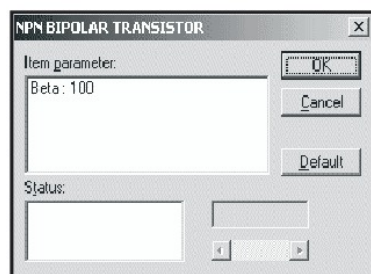 NPN BIPOLAR TRANSISTOR
Item parameter:
Beta : 100
OK
Cancel
Default
Status: